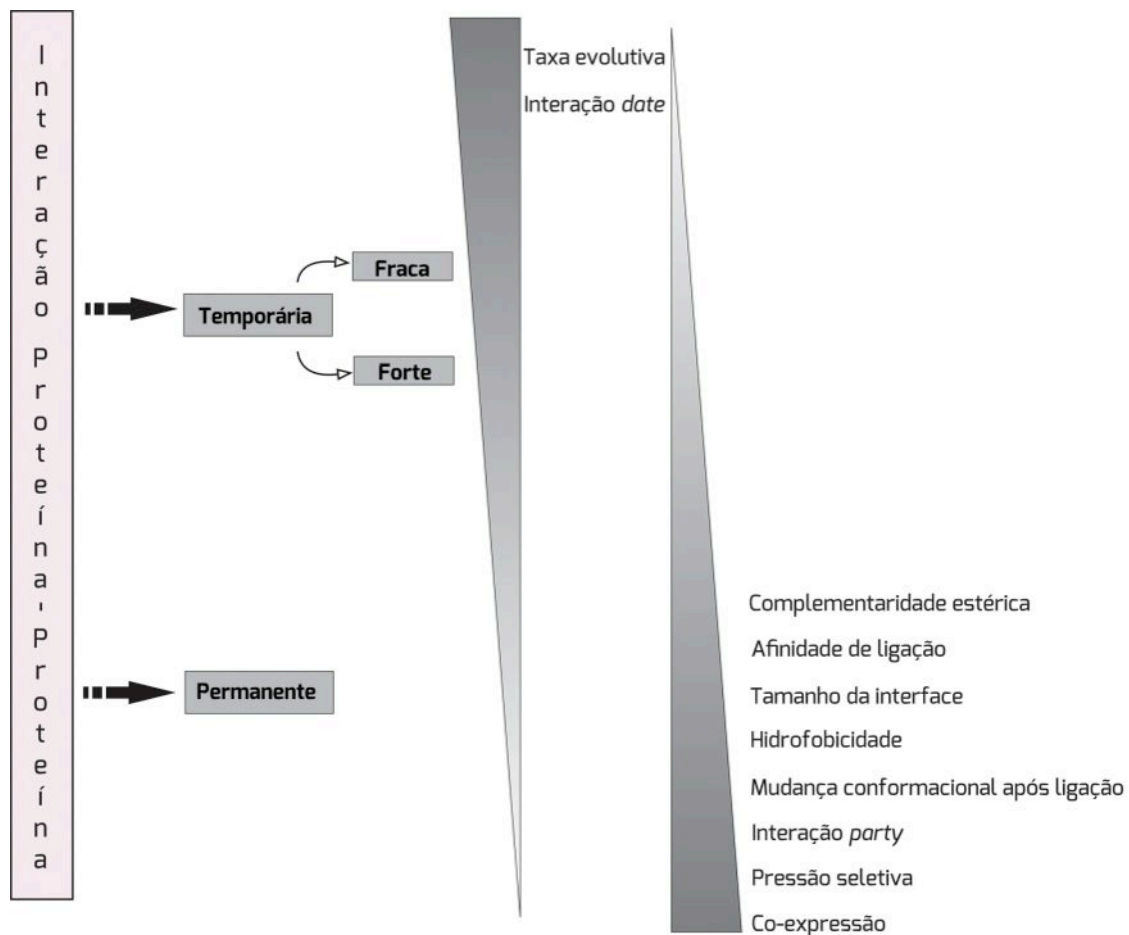 Interação Proteína-Proteína
Taxa evolutiva
Interação date
Fraca
Temporária
Forte
Permanente
Complementaridade estérica
Afinidade de ligação
Tamanho da interface
Hidrofobicidade
Mudança conformacional após ligação
Interação party
Pressão seletiva
Co-expressão